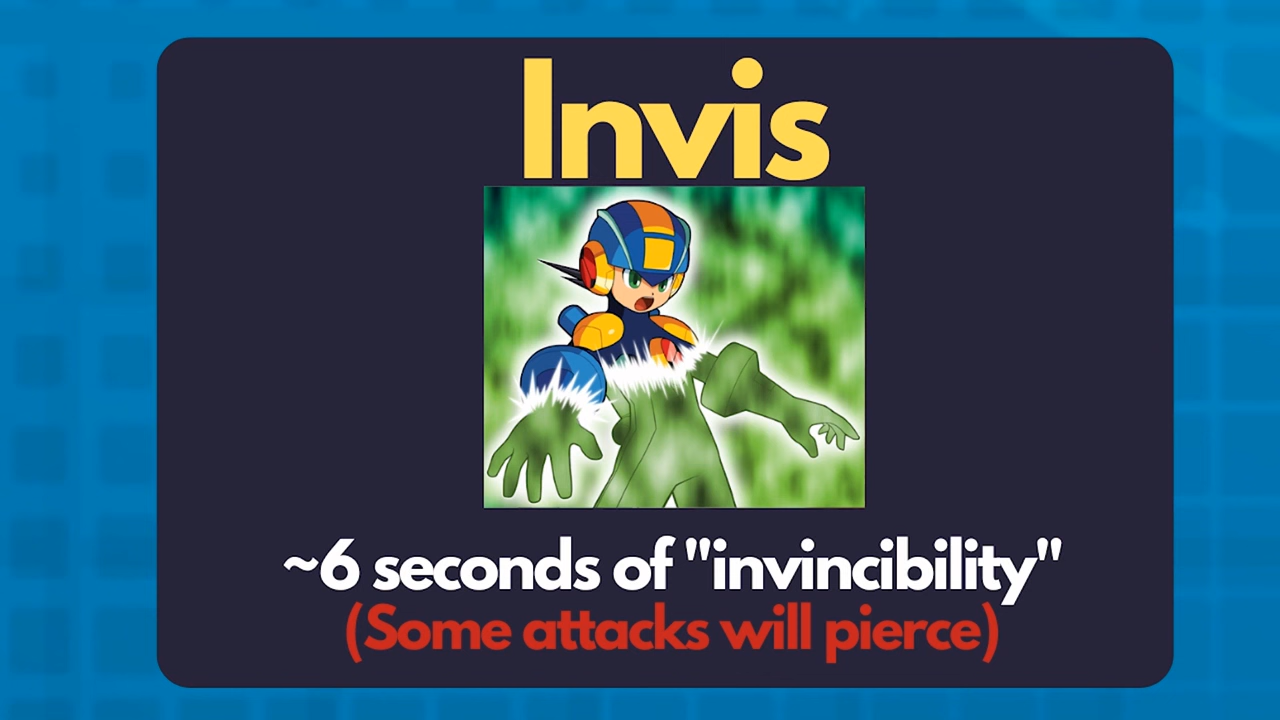 Invis
~6 seconds of "invincibility"
(Some attacks will pierce)